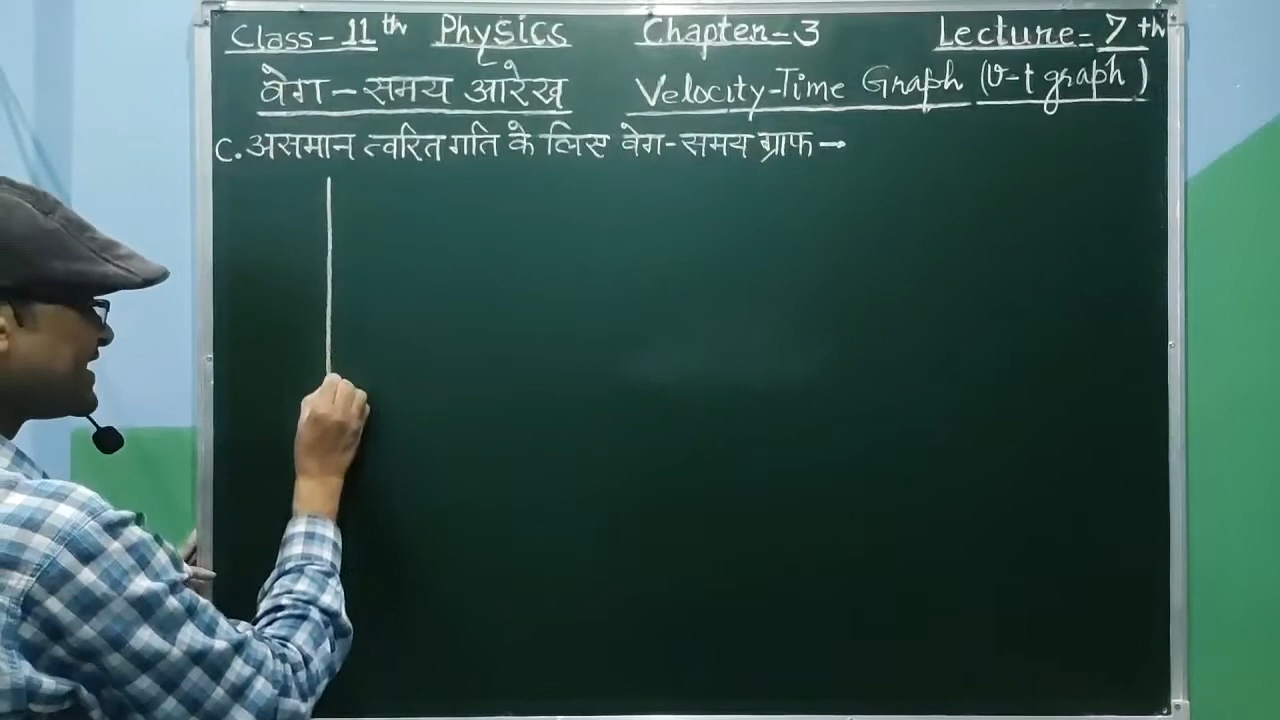 Class-11th Physics Chapter-3 Lecture-7th
वेग-समय आरेख Velocity-Time Graph (v-t graph)
C. असमान त्वरित गति के लिए वेग-समय ग्राफ→